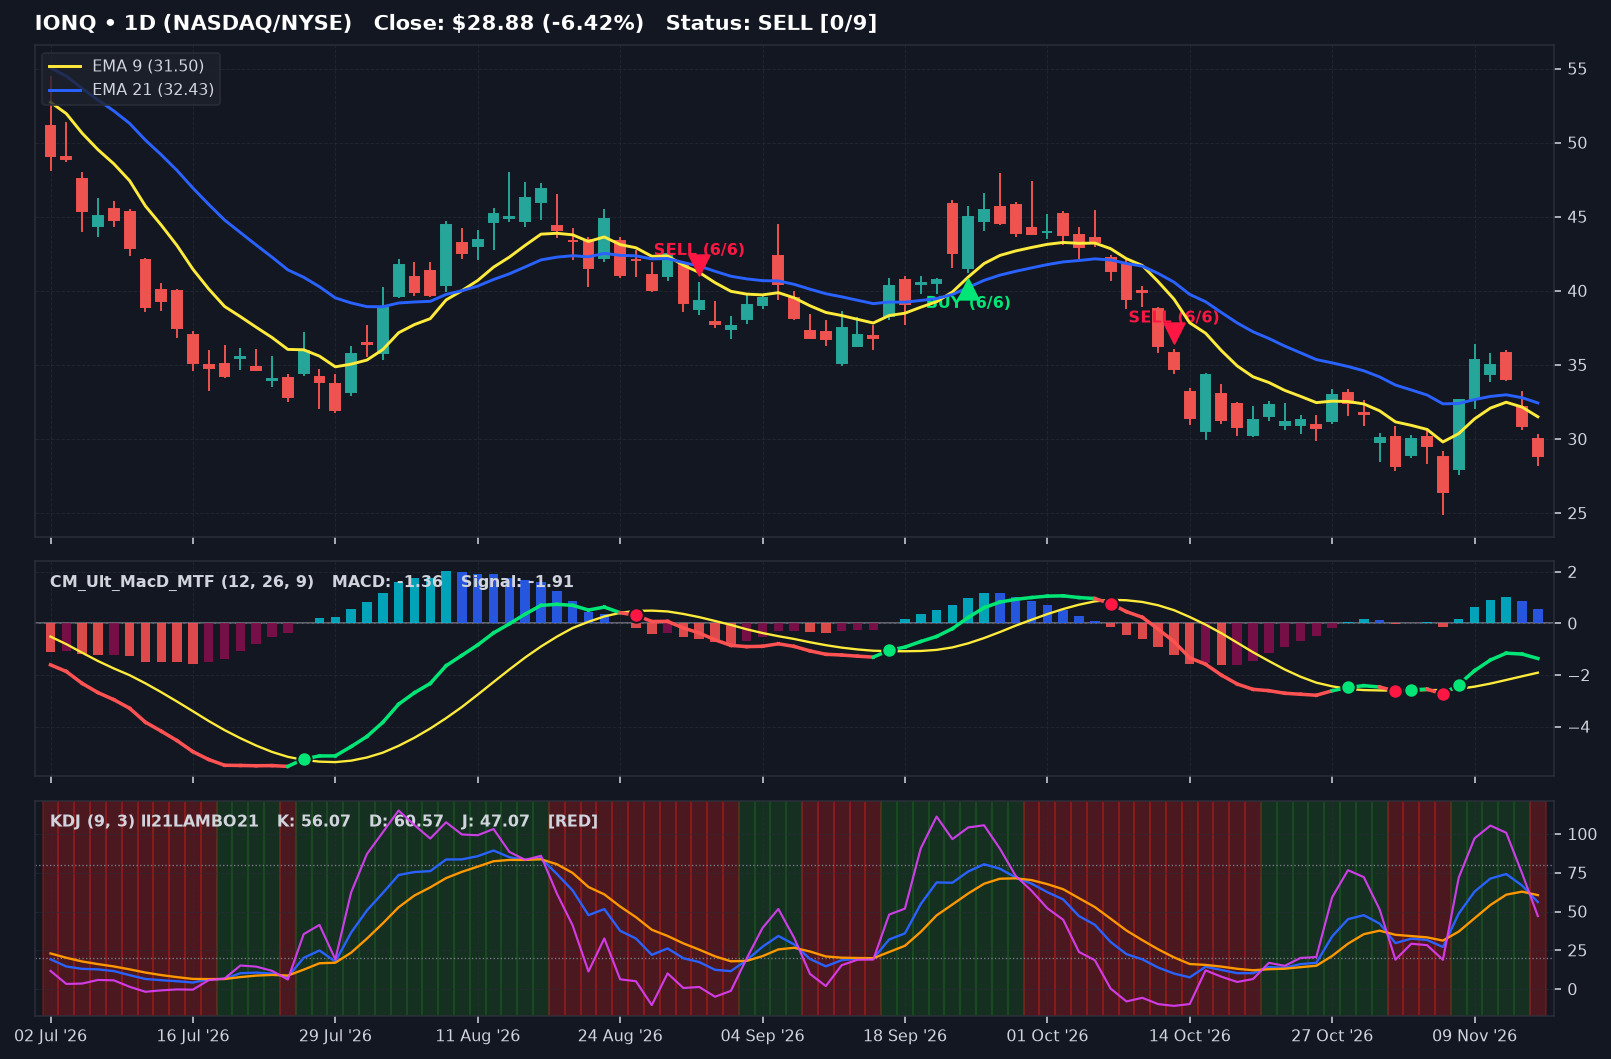 IONQ • 1D (NASDAQ/NYSE)   Close: $28.88 (-6.42%)   Status: SELL [0/9]
EMA 9 (31.50)
EMA 21 (32.43)
55
50
45
40
35
30
25
SELL (6/6)
BUY (6/6)
SELL (6/6)
CM_Ult_MacD_MTF (12, 26, 9)   MACD: -1.36   Signal: -1.91
2
0
−2
−4
KDJ (9, 3) II21LAMBO21   K: 56.07   D: 60.57   J: 47.07   [RED]
100
75
50
25
0
02 Jul '26
16 Jul '26
29 Jul '26
11 Aug '26
24 Aug '26
04 Sep '26
18 Sep '26
01 Oct '26
14 Oct '26
27 Oct '26
09 Nov '26